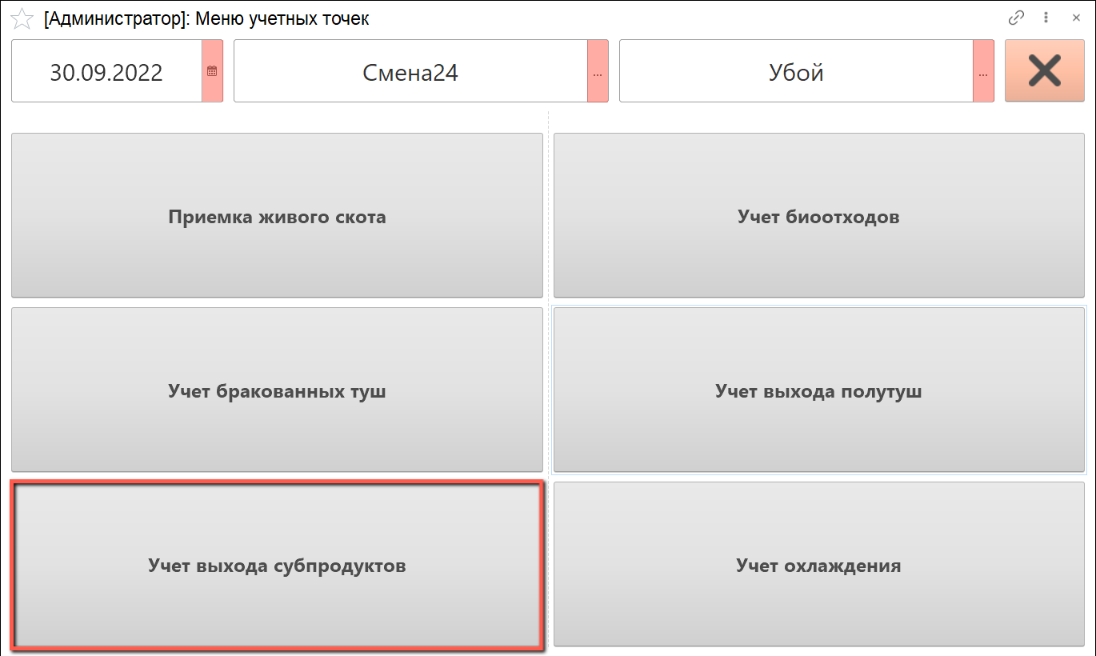 [Администратор]: Меню учетных точек
30.09.2022 ... Смена24 ... Убой ...
Приемка живого скота
Учет биоотходов
Учет бракованных туш
Учет выхода полутуш
Учет выхода субпродуктов
Учет охлаждения